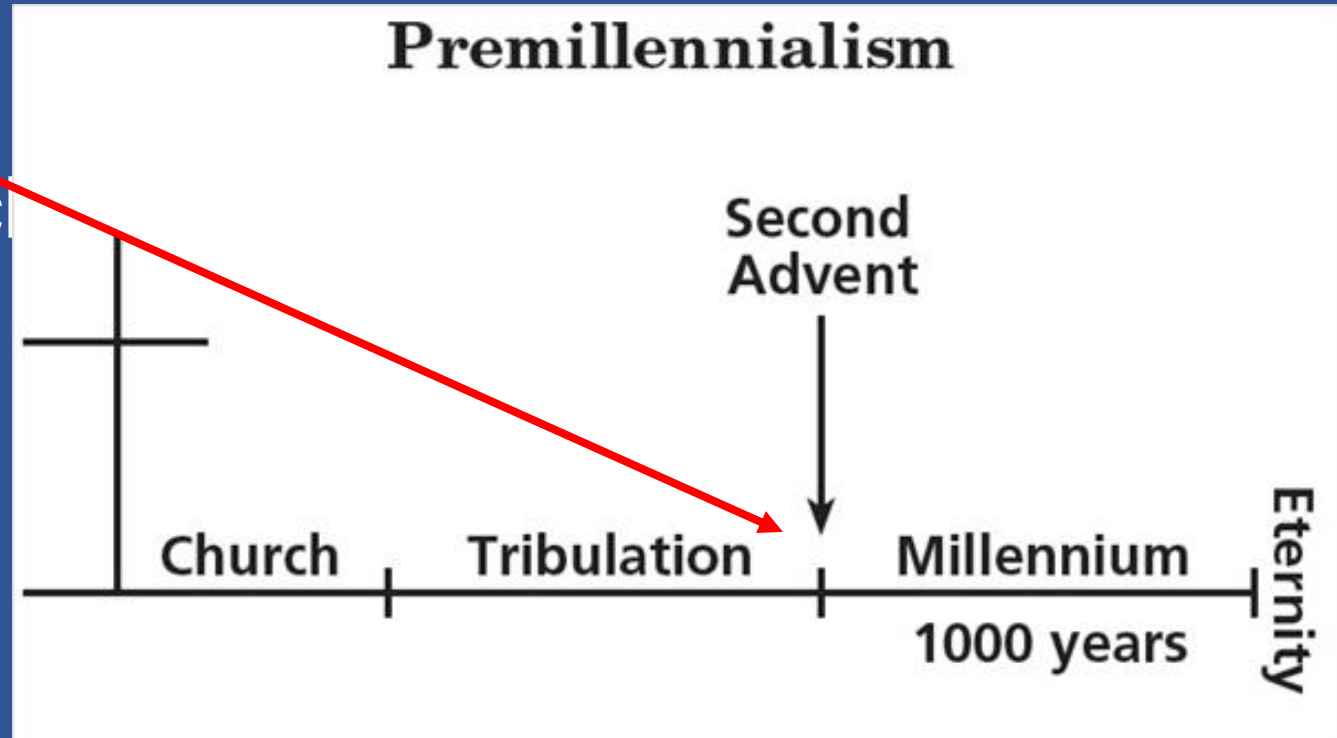 Premillennialism
Second
Advent
Church
Tribulation
Millennium
1000 years
Eternity